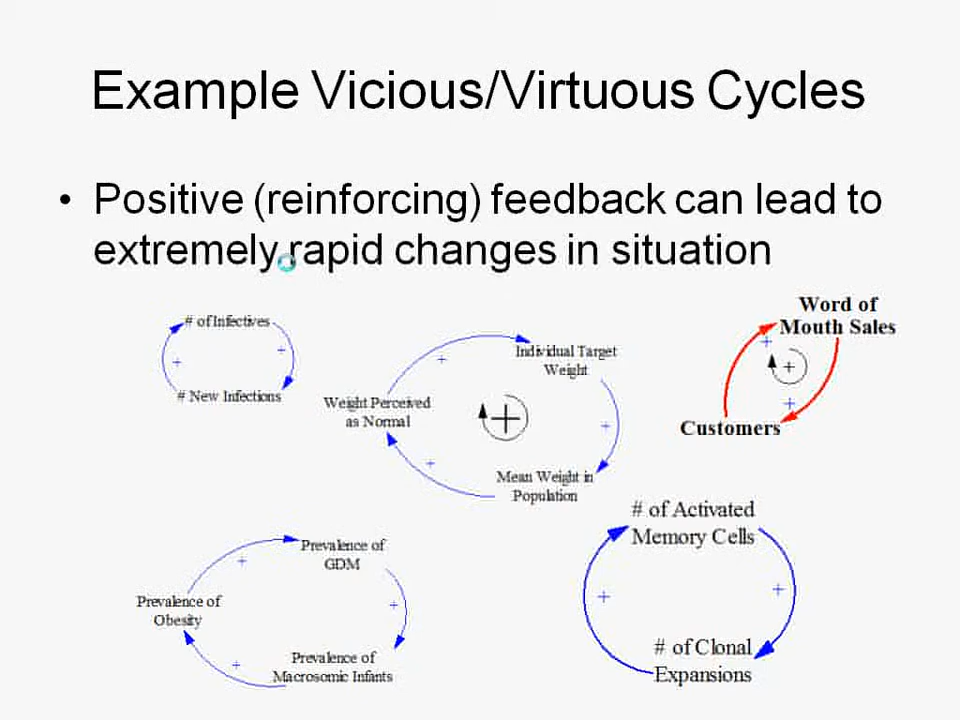 Example Vicious/Virtuous Cycles
• Positive (reinforcing) feedback can lead to
extremely rapid changes in situation
# of Infectives
+
+
# New Infections
Individual Target
Weight
+
Weight Perceived
as Normal
+
+
+
Mean Weight in
Population
Word of
Mouth Sales
+
+
+
Customers
Prevalence of
GDM
+
Prevalence of
Obesity
+
+
Prevalence of
Macrosomic Infants
# of Activated
Memory Cells
+
+
# of Clonal
Expansions